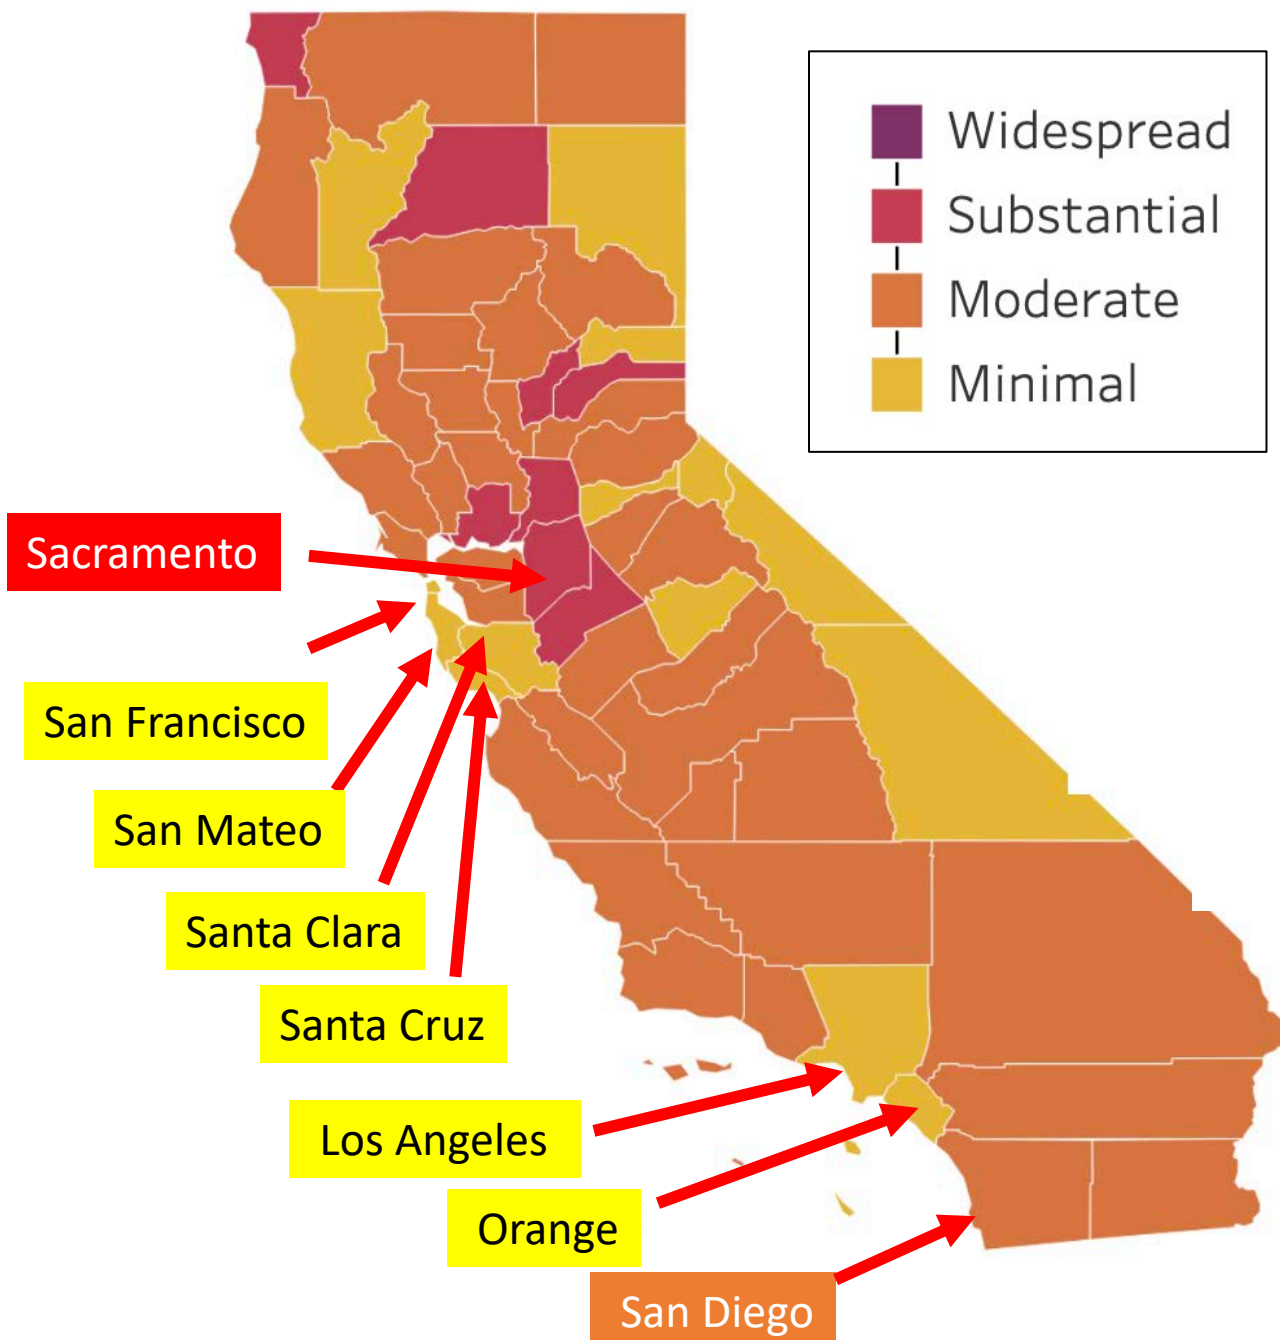 Widespread
Substantial
Moderate
Minimal
Sacramento
San Francisco
San Mateo
Santa Clara
Santa Cruz
Los Angeles
Orange
San Diego